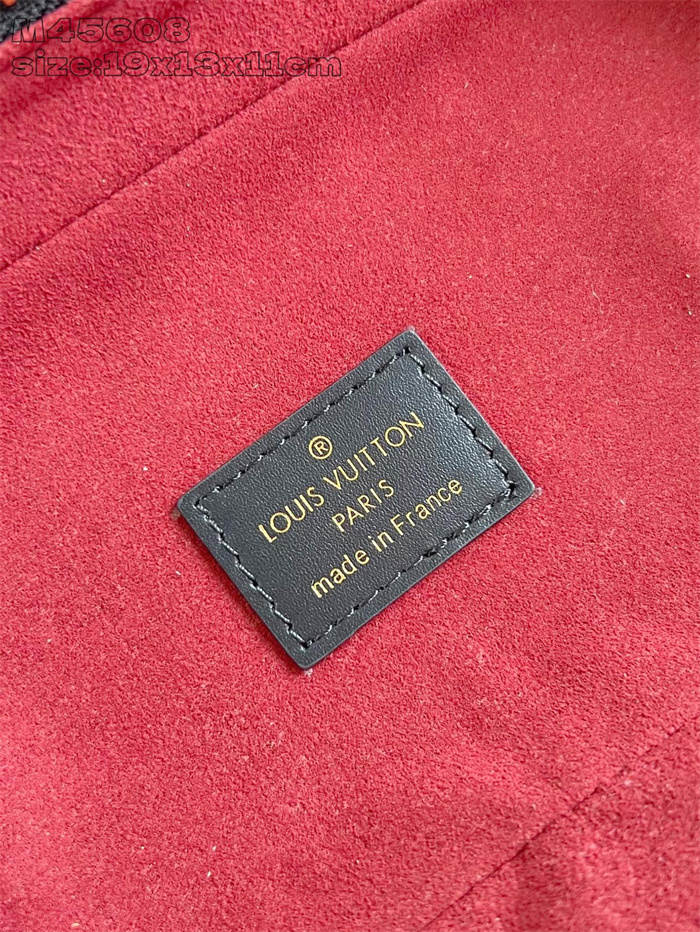 M45608
size:19x13x11cm
®
LOUIS VUITTON
PARIS
made in France